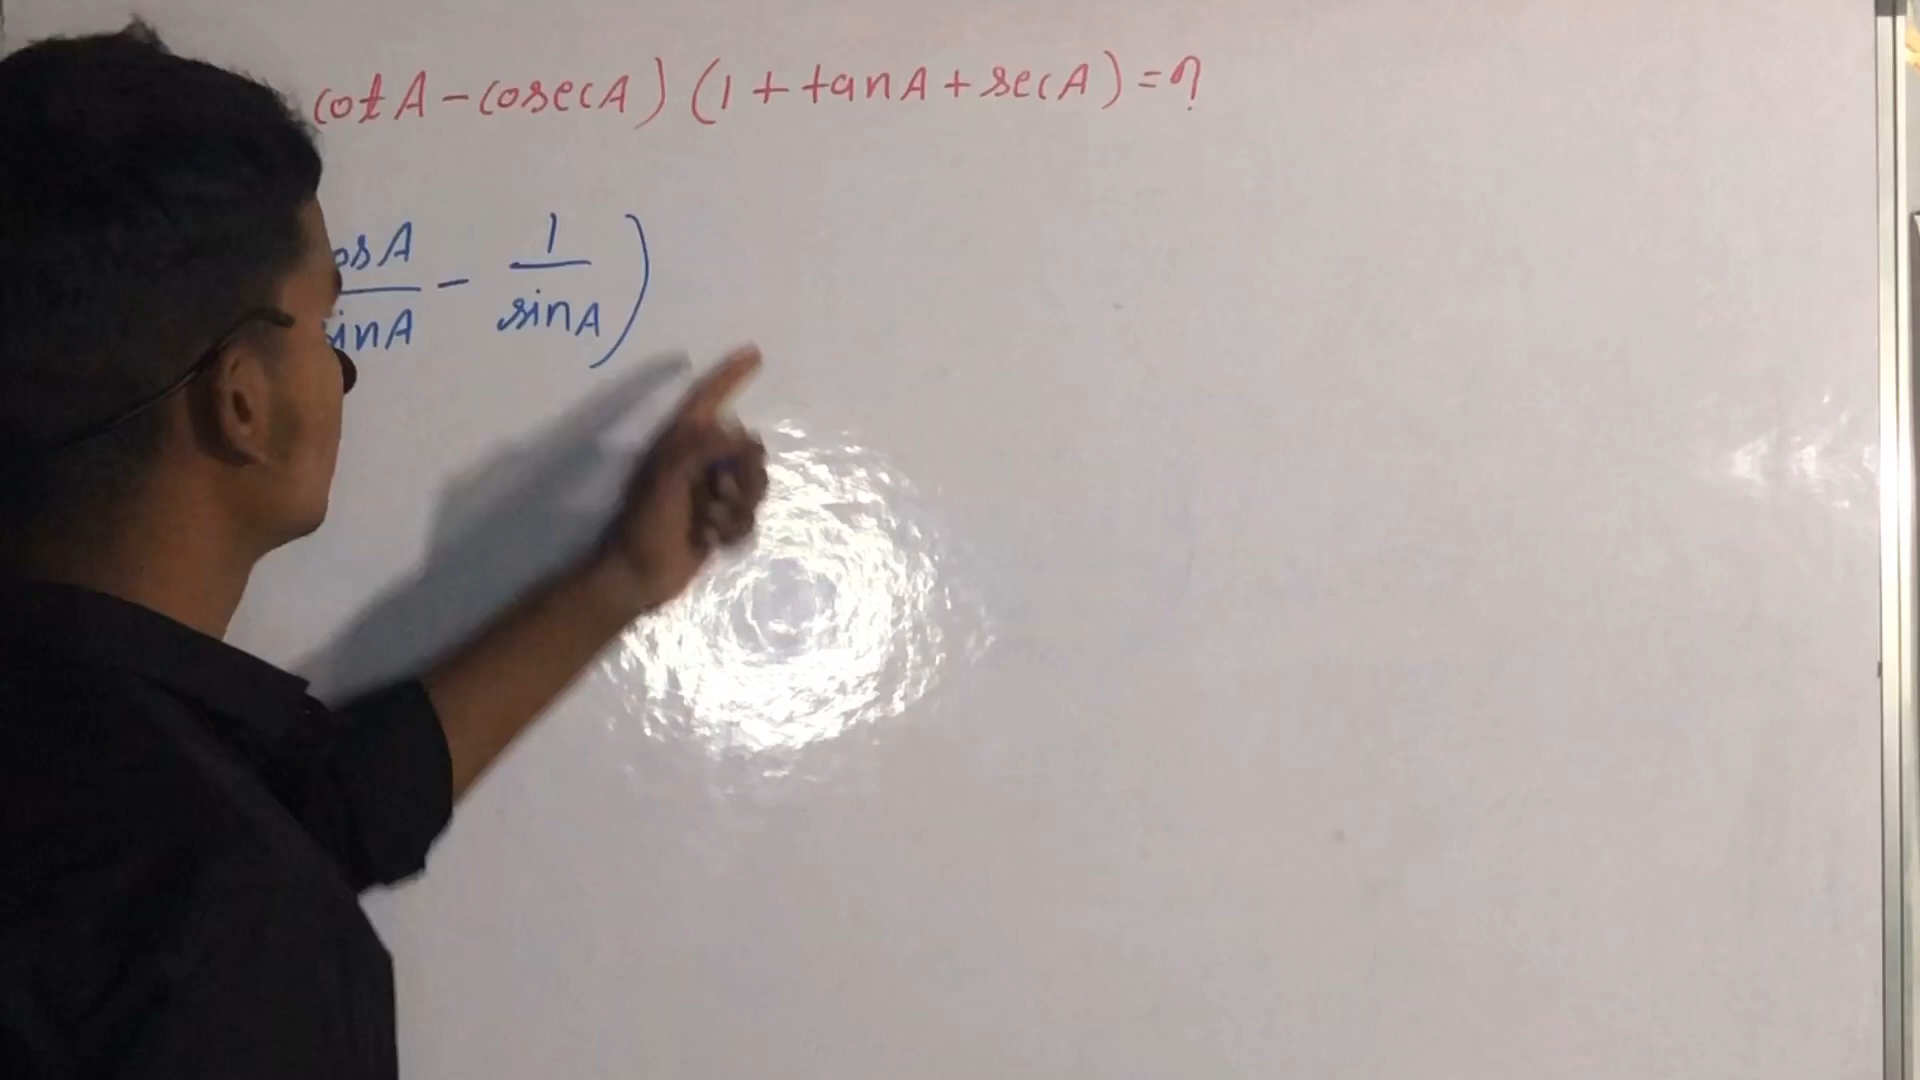 cotA - cosecA) (1 + tanA + secA) = ?
osA/inA - 1/sinA)